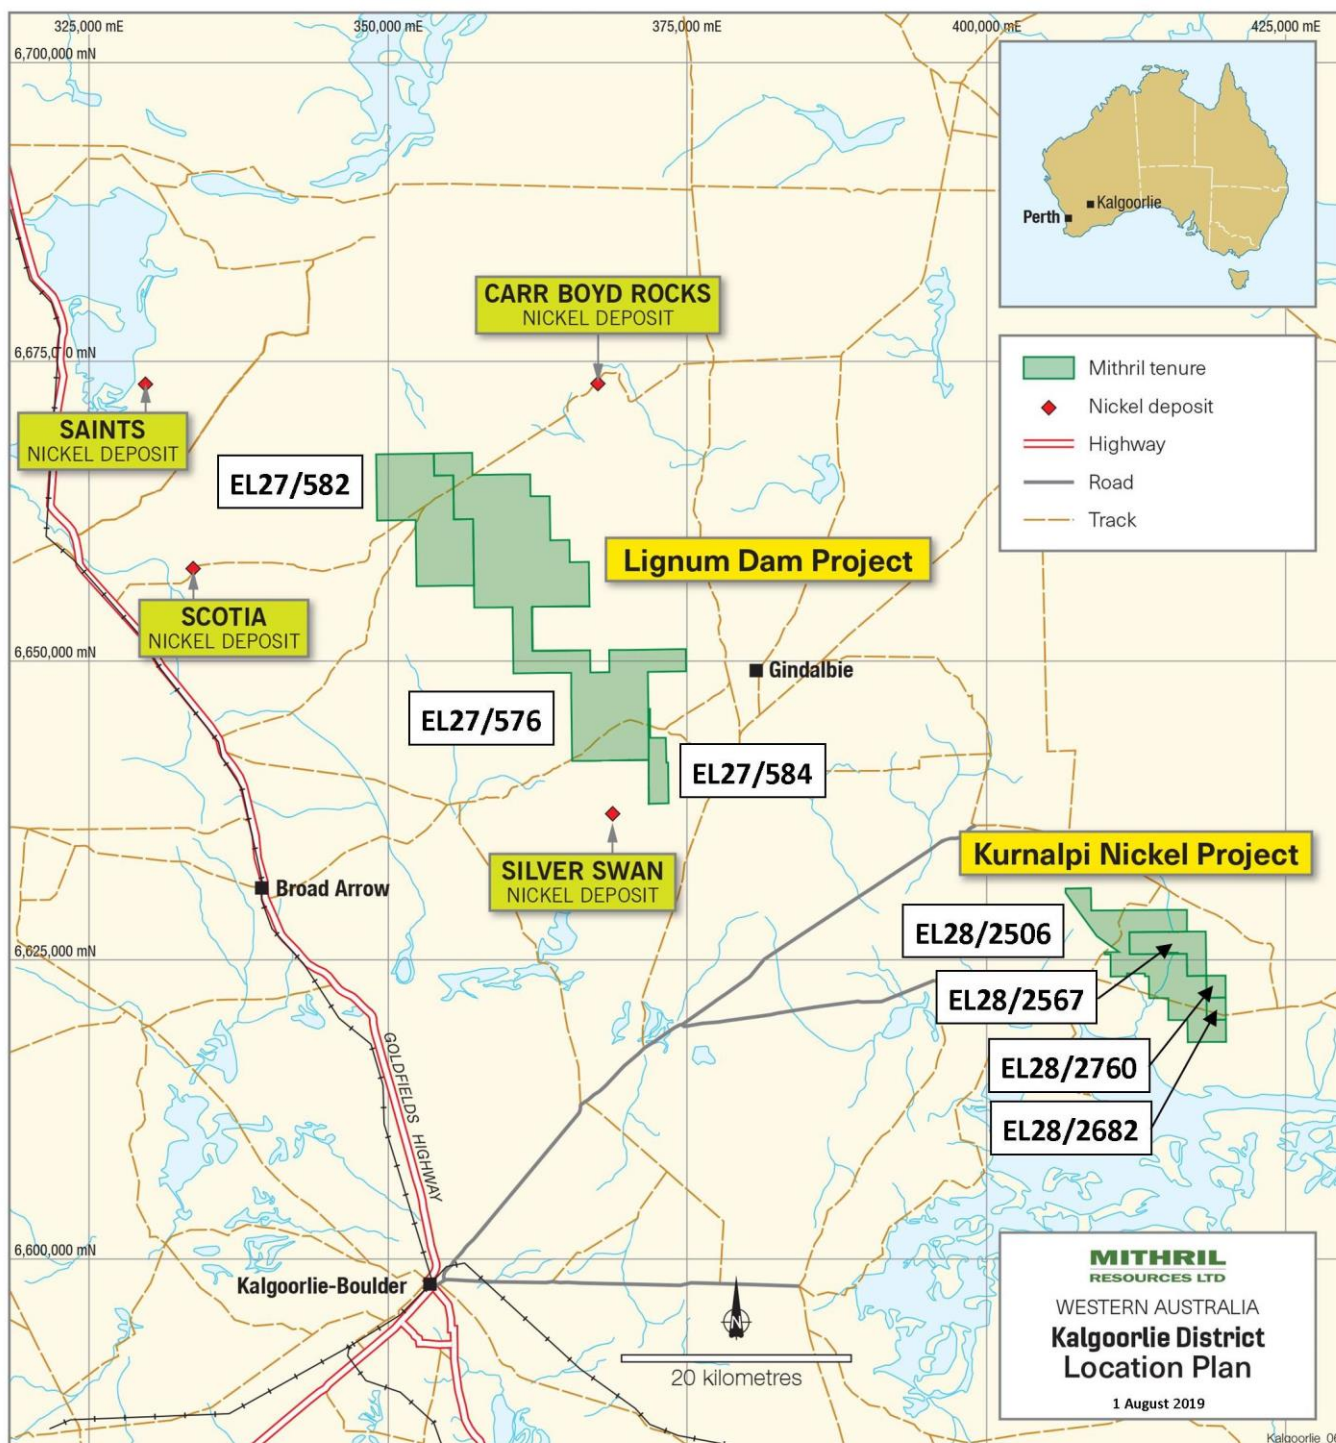 325,000 mE
350,000 mE
375,000 mE
400,000 mE
425,000 mE
6,700,000 mN
Kalgoorlie
Perth
CARR BOYD ROCKS
NICKEL DEPOSIT
6,675,000 mN
Mithril tenure
Nickel deposit
Highway
Road
Track
SAINTS
NICKEL DEPOSIT
EL27/582
Lignum Dam Project
SCOTIA
NICKEL DEPOSIT
6,650,000 mN
Gindalbie
EL27/576
EL27/584
SILVER SWAN
NICKEL DEPOSIT
Kurnalpi Nickel Project
Broad Arrow
EL28/2506
6,625,000 mN
EL28/2567
EL28/2760
EL28/2682
GOLDFIELDS HIGHWAY
6,600,000 mN
Kalgoorlie-Boulder
N
20 kilometres
MITHRIL
RESOURCES LTD
WESTERN AUSTRALIA
Kalgoorlie District
Location Plan
1 August 2019